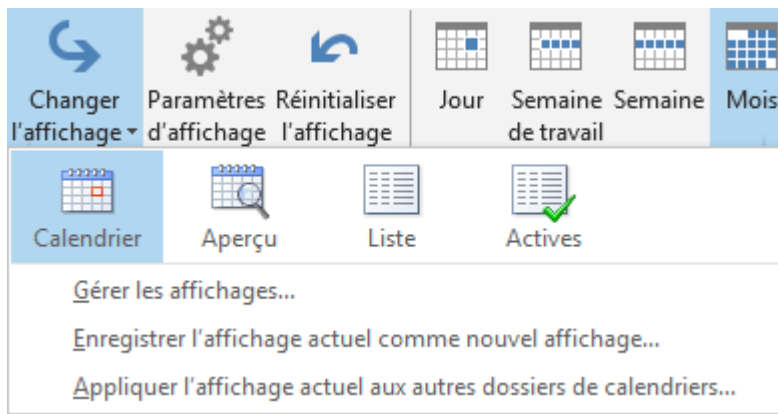 Changer l'affichage
Paramètres d'affichage
Réinitialiser l'affichage
Jour
Semaine de travail
Semaine
Mois
Calendrier
Aperçu
Liste
Actives
Gérer les affichages...
Enregistrer l'affichage actuel comme nouvel affichage...
Appliquer l'affichage actuel aux autres dossiers de calendriers...